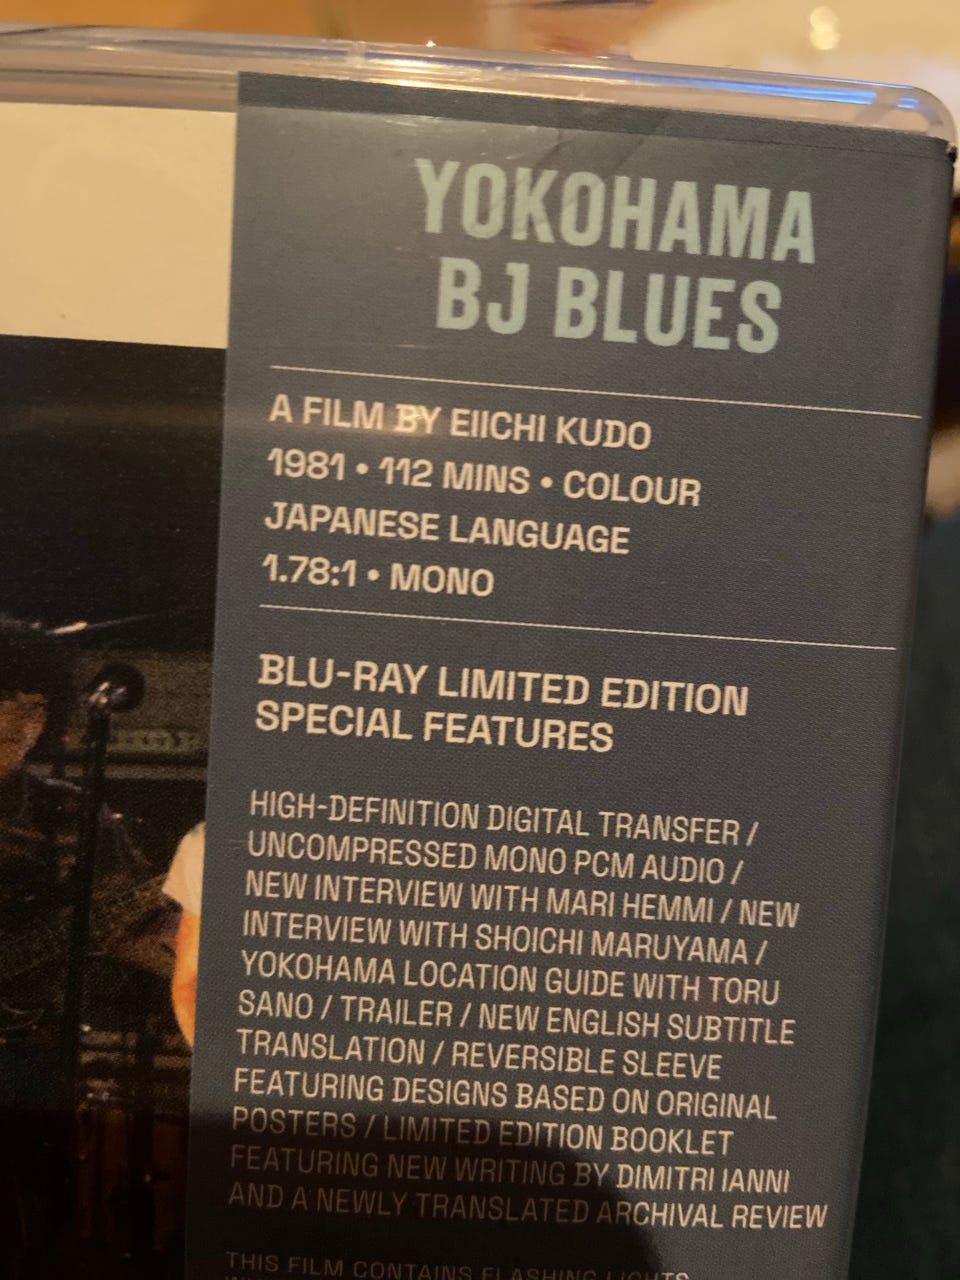 YOKOHAMA
BJ BLUES
A FILM BY EIICHI KUDO
1981 • 112 MINS • COLOUR
JAPANESE LANGUAGE
1.78:1 • MONO
BLU-RAY LIMITED EDITION
SPECIAL FEATURES
HIGH-DEFINITION DIGITAL TRANSFER /
UNCOMPRESSED MONO PCM AUDIO /
NEW INTERVIEW WITH MARI HEMMI / NEW
INTERVIEW WITH SHOICHI MARUYAMA /
YOKOHAMA LOCATION GUIDE WITH TORU
SANO / TRAILER / NEW ENGLISH SUBTITLE
TRANSLATION / REVERSIBLE SLEEVE
FEATURING DESIGNS BASED ON ORIGINAL
POSTERS / LIMITED EDITION BOOKLET
FEATURING NEW WRITING BY DIMITRI IANNI
AND A NEWLY TRANSLATED ARCHIVAL REVIEW
THIS FILM CONTAINS FLASHING LIGHTS